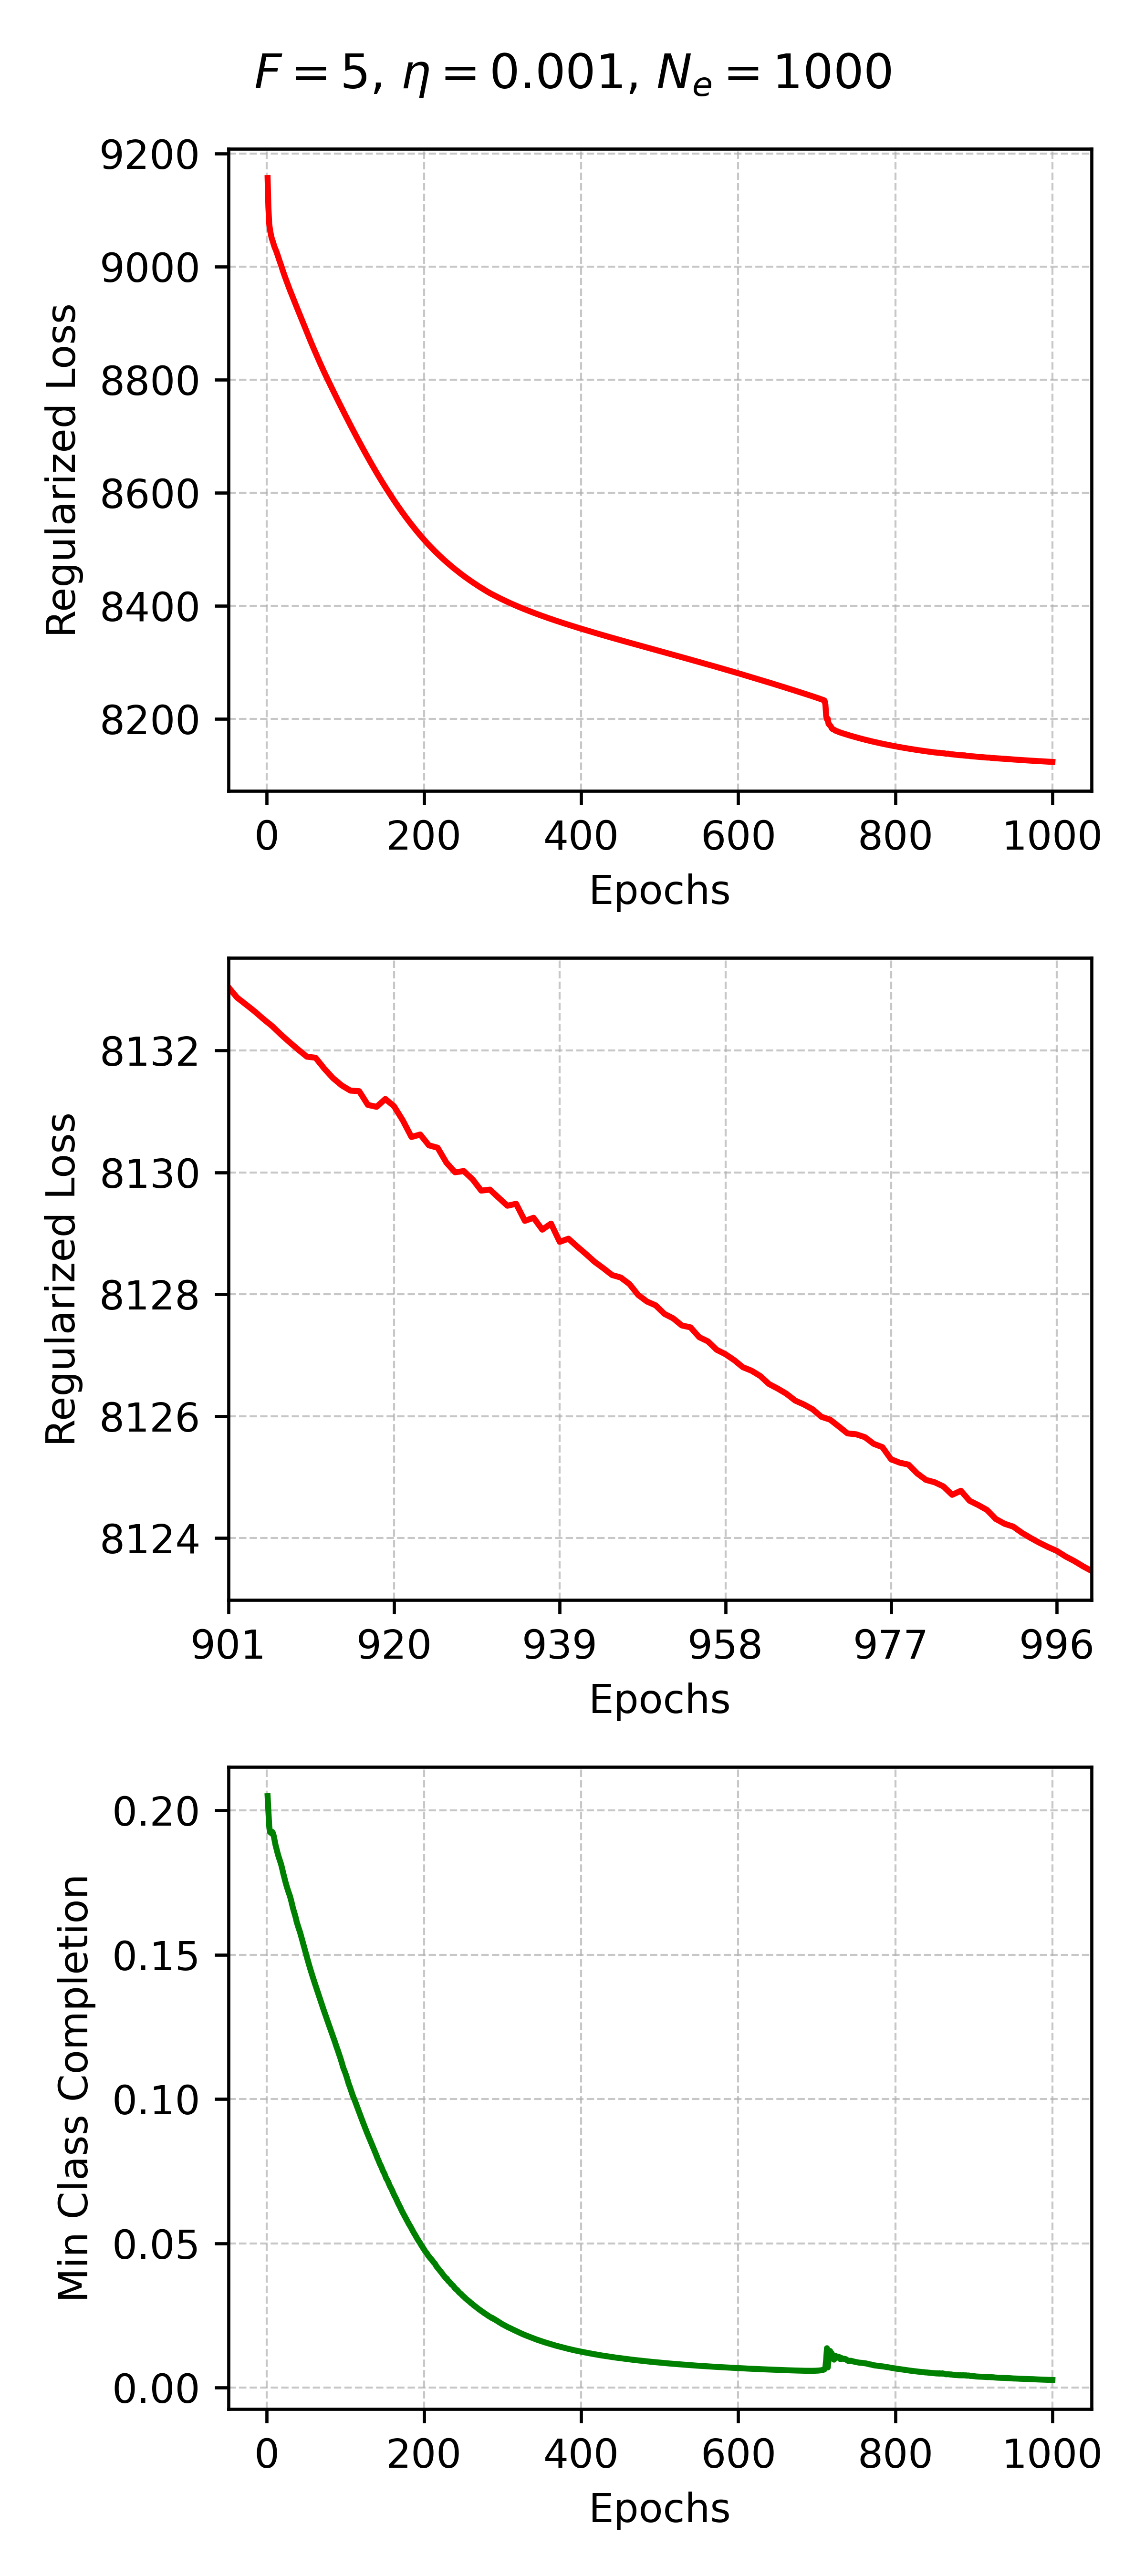 F = 5, η = 0.001, Nₑ = 1000
9200
9000
8800
8600
8400
8200
Regularized Loss
0 200 400 600 800 1000
Epochs
8132
8130
8128
8126
8124
Regularized Loss
901 920 939 958 977 996
Epochs
0.20
0.15
0.10
0.05
0.00
Min Class Completion
0 200 400 600 800 1000
Epochs